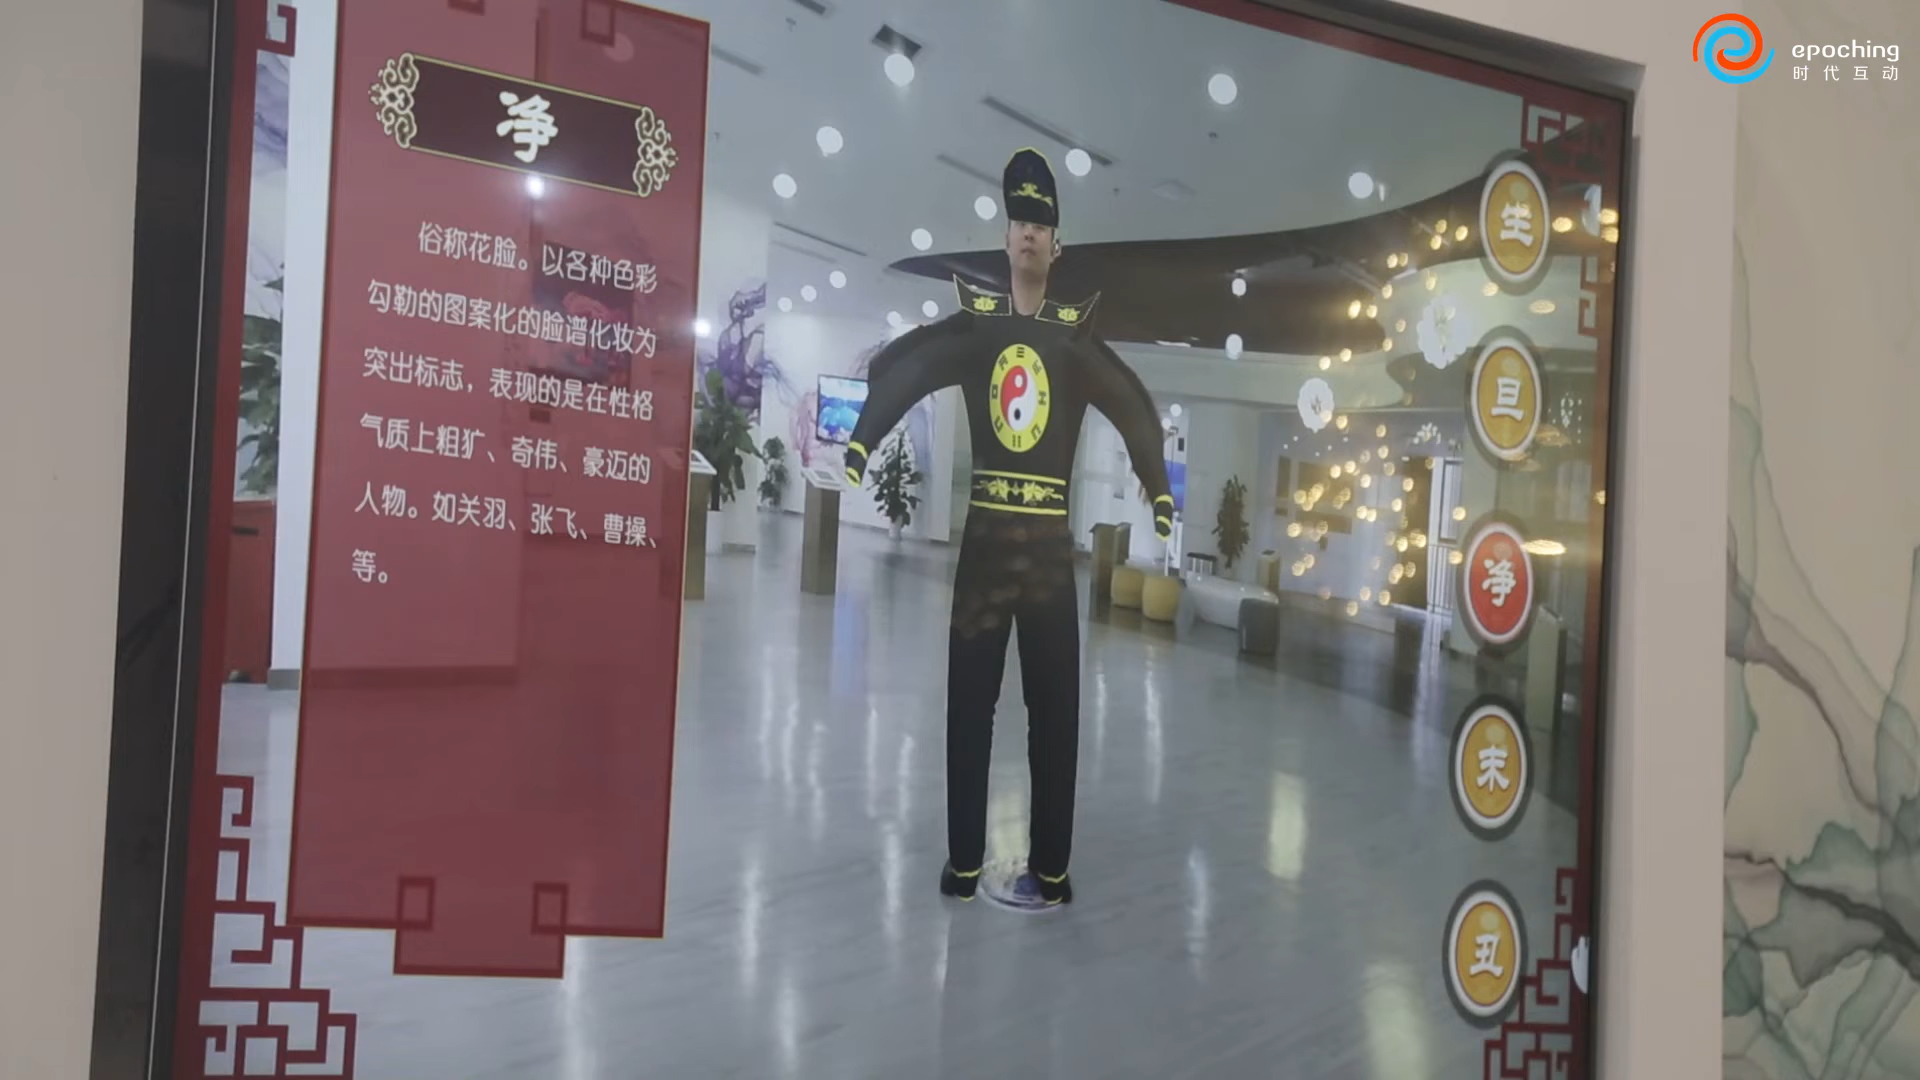 epoching
时代互动
净
俗称花脸。以各种色彩
勾勒的图案化的脸谱化妆为
突出标志，表现的是在性格
气质上粗犷、奇伟、豪迈的
人物。如关羽、张飞、曹操、
等。
生
旦
净
末
丑